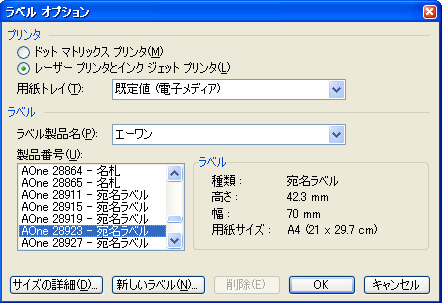 ラベル オプション
プリンタ
ドット マトリックス プリンタ(M)
レーザー プリンタとインク ジェット プリンタ(L)
用紙トレイ(T): 既定値 (電子メディア)
ラベル
ラベル製品名(P): エーワン
製品番号(U):
AOne 28864 - 名札
AOne 28865 - 名札
AOne 28911 - 宛名ラベル
AOne 28915 - 宛名ラベル
AOne 28919 - 宛名ラベル
AOne 28923 - 宛名ラベル
AOne 28927 - 宛名ラベル
ラベル
種類: 宛名ラベル
高さ: 42.3 mm
幅: 70 mm
用紙サイズ: A4 (21 x 29.7 cm)
サイズの詳細(D)... 新しいラベル(N)... 削除(E) OK キャンセル